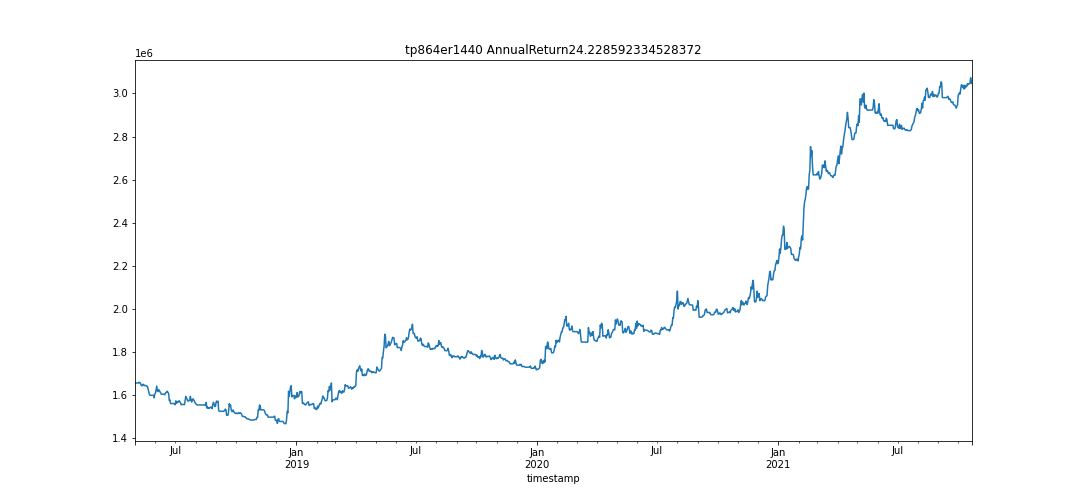 tp864er1440 AnnualReturn24.228592334528372
1e6
3.0
2.8
2.6
2.4
2.2
2.0
1.8
1.6
1.4
Jul
Jan
2019
Jul
Jan
2020
Jul
Jan
2021
Jul
timestamp